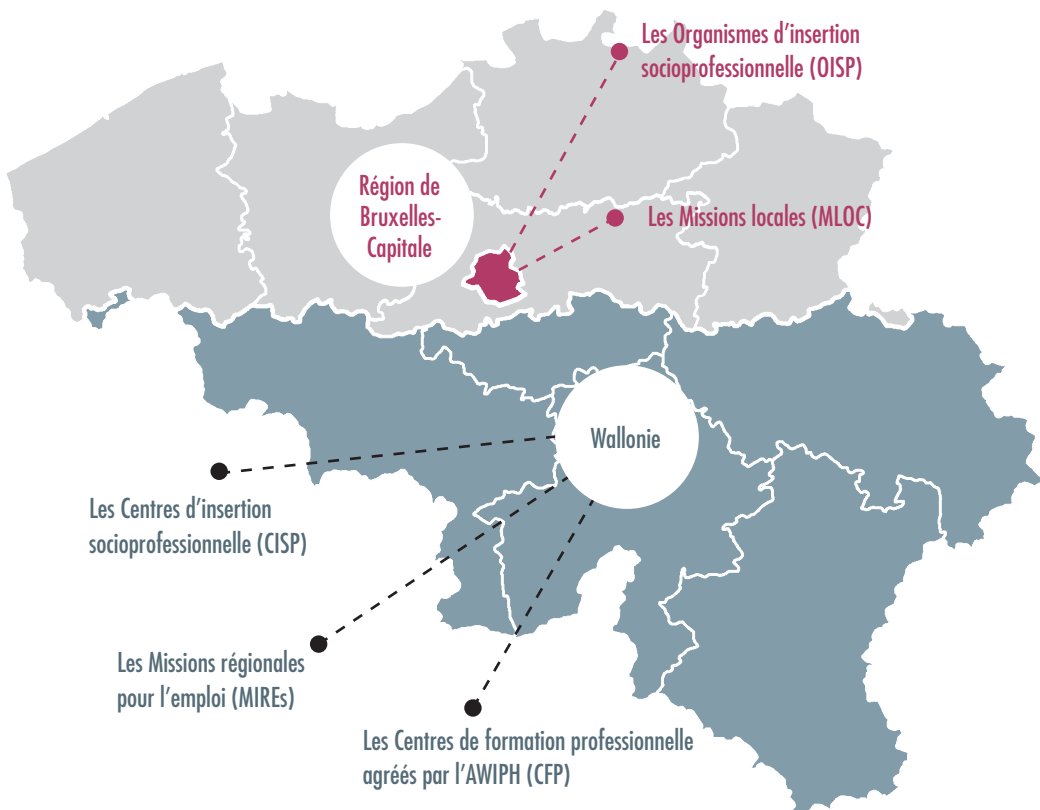 Les Organismes d'insertion
socioprofessionnelle (OISP)
Région de
Bruxelles-
Capitale
Les Missions locales (MLOC)
Wallonie
Les Centres d'insertion
socioprofessionnelle (CISP)
Les Missions régionales
pour l'emploi (MIREs)
Les Centres de formation professionnelle
agréés par l'AWIPH (CFP)